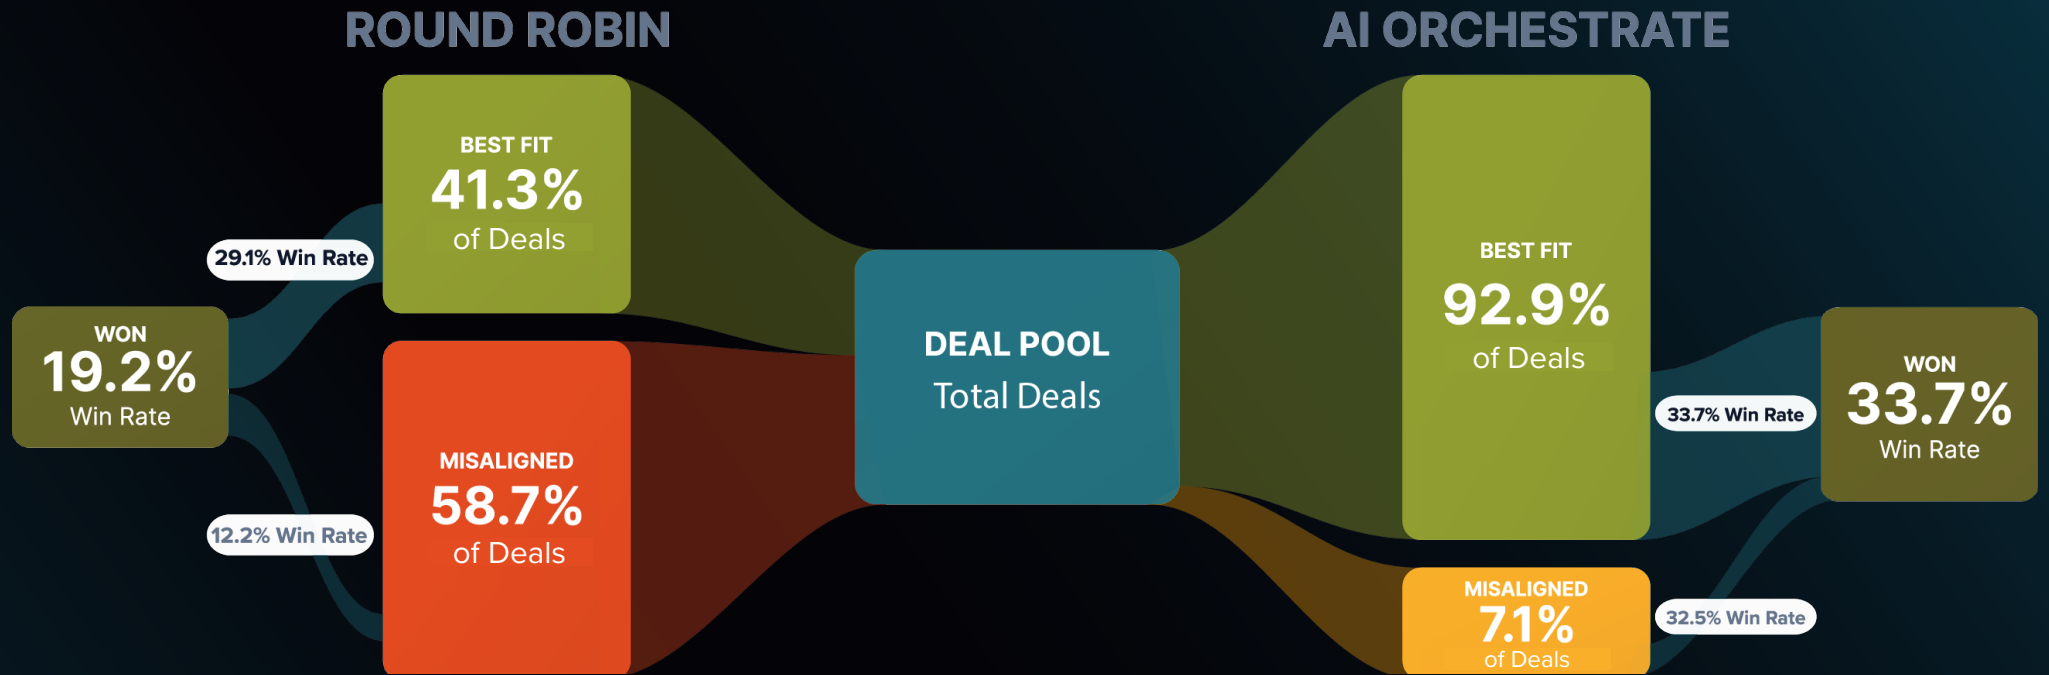 ROUND ROBIN
AI ORCHESTRATE
BEST FIT
41.3%
of Deals
29.1% Win Rate
WON
19.2%
Win Rate
MISALIGNED
58.7%
of Deals
12.2% Win Rate
DEAL POOL
Total Deals
BEST FIT
92.9%
of Deals
33.7% Win Rate
WON
33.7%
Win Rate
MISALIGNED
7.1%
of Deals
32.5% Win Rate